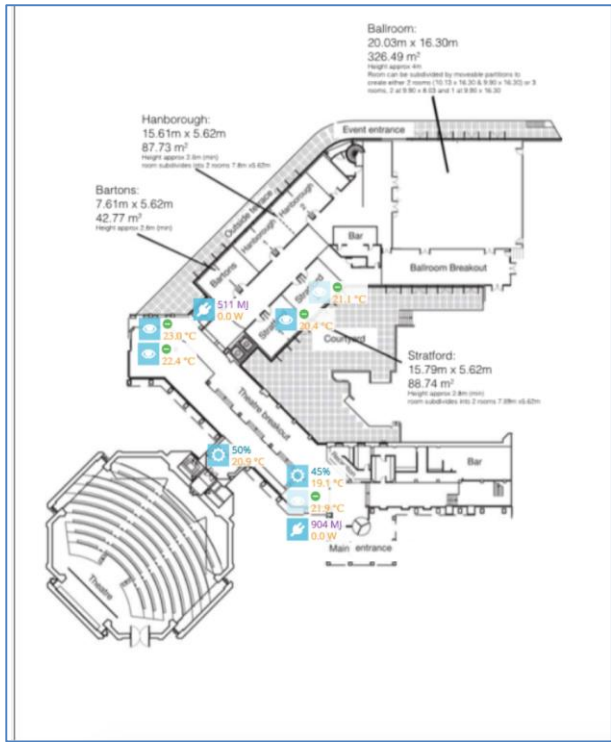 Ballroom:
20.03m x 16.30m
326.49 m²
Height approx 4m
Room can be subdivided by moveable partitions to
create either 2 rooms (10.13 x 16.30 & 9.90 x 16.30) or 3
rooms, 2 at 9.90 x 8.03 and 1 at 9.90 x 16.30
Hanborough:
15.61m x 5.62m
87.73 m²
Height approx 2.6m (min)
room subdivides into 2 rooms 7.8m x5.62m
Event entrance
Bartons:
7.61m x 5.62m
42.77 m²
Height approx 2.6m (min)
Outside terrace
Hanborough
2
Hanborough
1
Bartons
Bar
Ballroom Breakout
Stratford
21.1 °C
511 MJ
0.0 W
20.4 °C
23.0 °C
22.4 °C
Courtyard
Stratford:
15.79m x 5.62m
88.74 m²
Height approx 2.8m (min)
room subdivides into 2 rooms 7.89m x5.62m
Theatre breakout
50%
20.9 °C
45%
19.1 °C
21.9 °C
904 MJ
0.0 W
Bar
Main entrance
Theatre